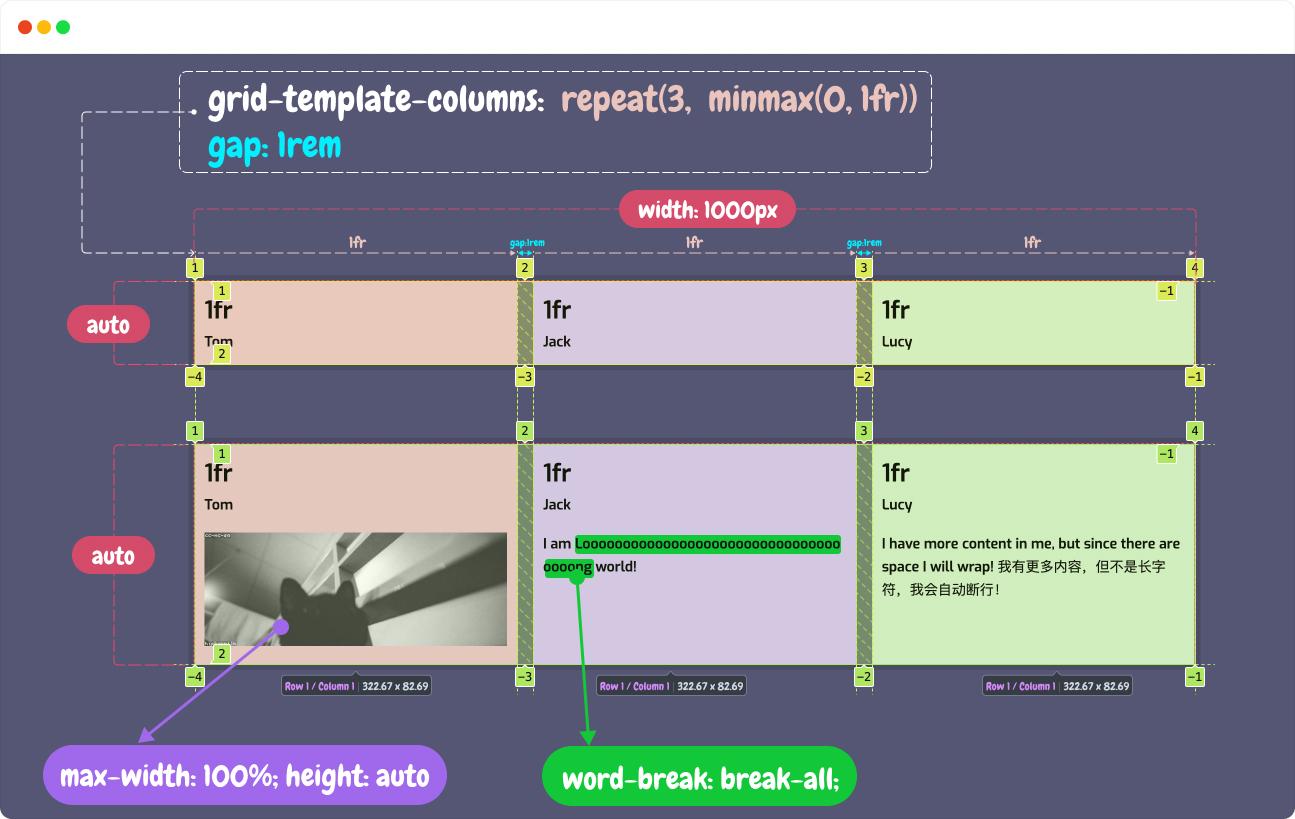 grid-template-columns: repeat(3, minmax(0, 1fr))
gap: 1rem
width: 1000px
1fr gap:1rem 1fr gap:1rem 1fr
1 2 3 4
1 -1
1fr 1fr 1fr
auto
Tom Jack Lucy
2
-4 -3 -2 -1
1 2 3 4
1 -1
1fr 1fr 1fr
Tom Jack Lucy
I am Looooooooooooooooooooooooooooooooo
oooong world!
I have more content in me, but since there are
space I will wrap! 我有更多内容，但不是长字
符，我会自动断行！
auto
2
-4 -3 -2 -1
Row 1 / Column 1 | 322.67 x 82.69
Row 1 / Column 1 | 322.67 x 82.69
Row 1 / Column 1 | 322.67 x 82.69
max-width: 100%; height: auto
word-break: break-all;